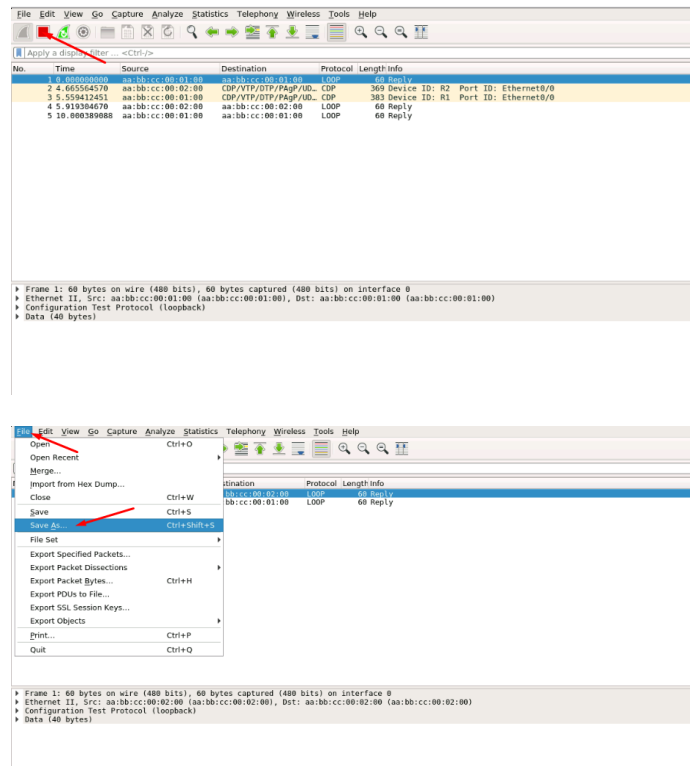 File Edit View Go Capture Analyze Statistics Telephony Wireless Tools Help
Apply a display filter ... <Ctrl-/>
No. Time Source Destination Protocol Length Info
1 0.000000000 aa:bb:cc:00:01:00 aa:bb:cc:00:01:00 LOOP 60 Reply
2 4.665564570 aa:bb:cc:00:02:00 CDP/VTP/DTP/PAgP/UD… CDP 369 Device ID: R2 Port ID: Ethernet0/0
3 5.559412451 aa:bb:cc:00:01:00 CDP/VTP/DTP/PAgP/UD… CDP 383 Device ID: R1 Port ID: Ethernet0/0
4 5.919304670 aa:bb:cc:00:02:00 aa:bb:cc:00:02:00 LOOP 60 Reply
5 10.000389088 aa:bb:cc:00:01:00 aa:bb:cc:00:01:00 LOOP 60 Reply
Frame 1: 60 bytes on wire (480 bits), 60 bytes captured (480 bits) on interface 0
Ethernet II, Src: aa:bb:cc:00:01:00 (aa:bb:cc:00:01:00), Dst: aa:bb:cc:00:01:00 (aa:bb:cc:00:01:00)
Configuration Test Protocol (loopback)
Data (40 bytes)
File Edit View Go Capture Analyze Statistics Telephony Wireless Tools Help
Open Ctrl+O
Open Recent
Merge...
Import from Hex Dump...
Close Ctrl+W
Save Ctrl+S
Save As... Ctrl+Shift+S
File Set
Export Specified Packets...
Export Packet Dissections
Export Packet Bytes... Ctrl+H
Export PDUs to File...
Export SSL Session Keys...
Export Objects
Print... Ctrl+P
Quit Ctrl+Q
stination Protocol Length Info
bb:cc:00:02:00 LOOP 60 Reply
bb:cc:00:01:00 LOOP 60 Reply
Frame 1: 60 bytes on wire (480 bits), 60 bytes captured (480 bits) on interface 0
Ethernet II, Src: aa:bb:cc:00:02:00 (aa:bb:cc:00:02:00), Dst: aa:bb:cc:00:02:00 (aa:bb:cc:00:02:00)
Configuration Test Protocol (loopback)
Data (40 bytes)